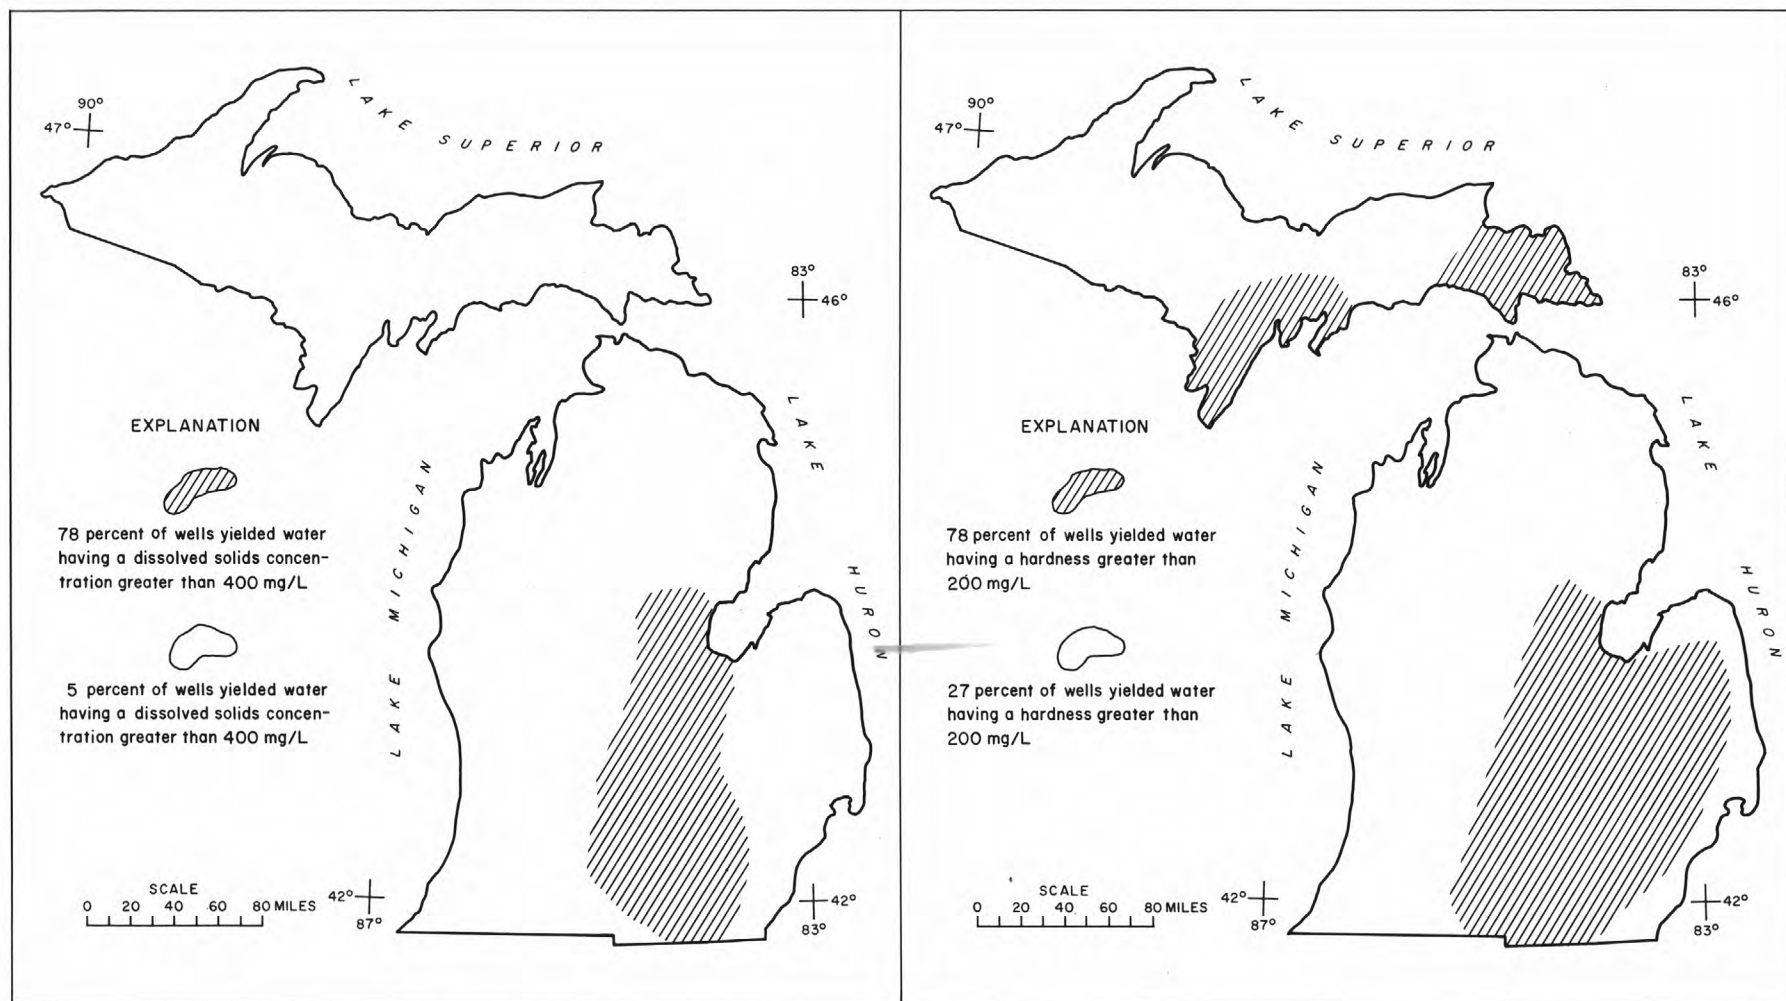 90°
47°
LAKE SUPERIOR
83°
46°
EXPLANATION
78 percent of wells yielded water
having a dissolved solids concen-
tration greater than 400 mg/L
5 percent of wells yielded water
having a dissolved solids concen-
tration greater than 400 mg/L
LAKE MICHIGAN
LAKE HURON
SCALE
0 20 40 60 80 MILES
42°
87°
42°
83°
90°
47°
LAKE SUPERIOR
83°
46°
EXPLANATION
78 percent of wells yielded water
having a hardness greater than
200 mg/L
27 percent of wells yielded water
having a hardness greater than
200 mg/L
LAKE MICHIGAN
LAKE HURON
SCALE
0 20 40 60 80 MILES
42°
87°
42°
83°